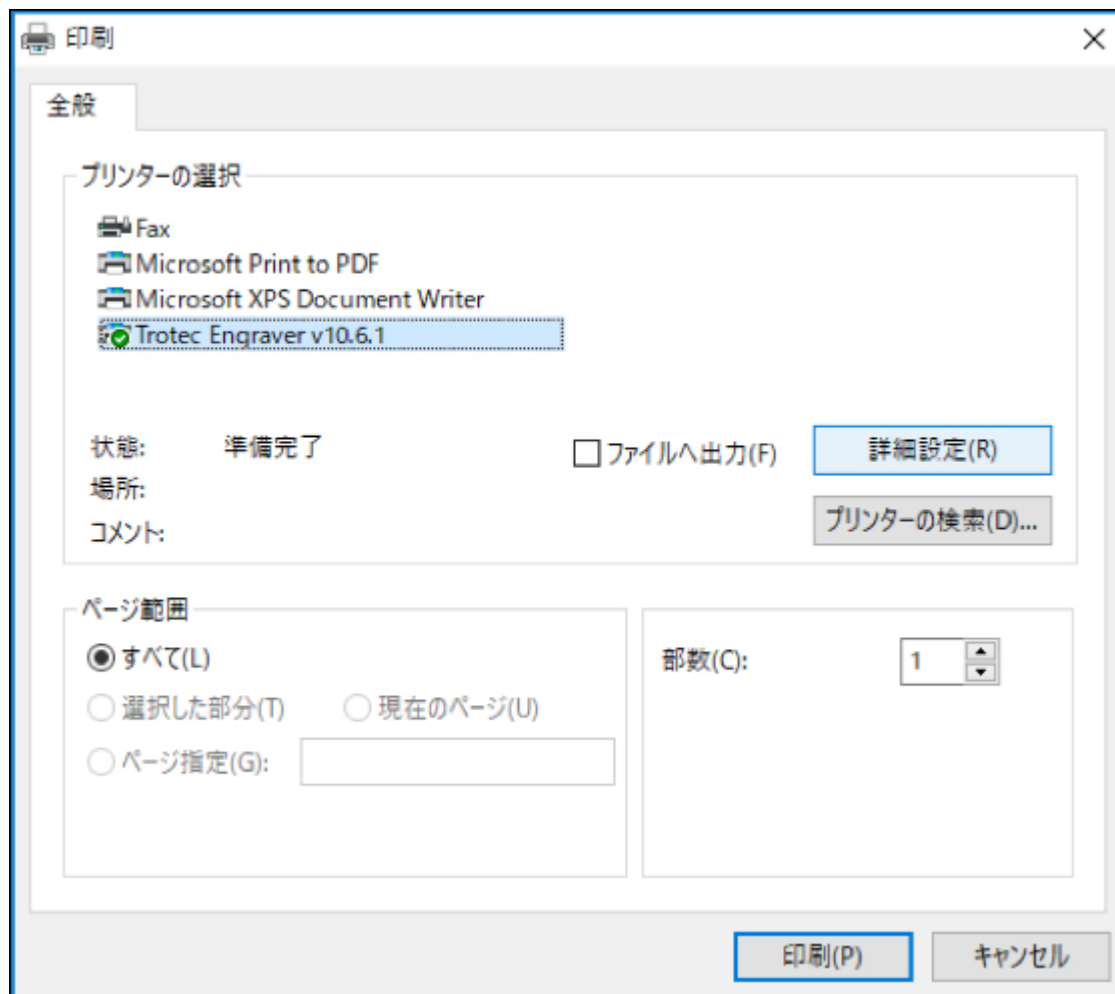 印刷
全般
プリンターの選択
Fax
Microsoft Print to PDF
Microsoft XPS Document Writer
Trotec Engraver v10.6.1
状態: 準備完了
ファイルへ出力(F) 詳細設定(R)
場所:
プリンターの検索(D)...
コメント:
ページ範囲
すべて(L)
選択した部分(T) 現在のページ(U)
ページ指定(G):
部数(C): 1
印刷(P) キャンセル